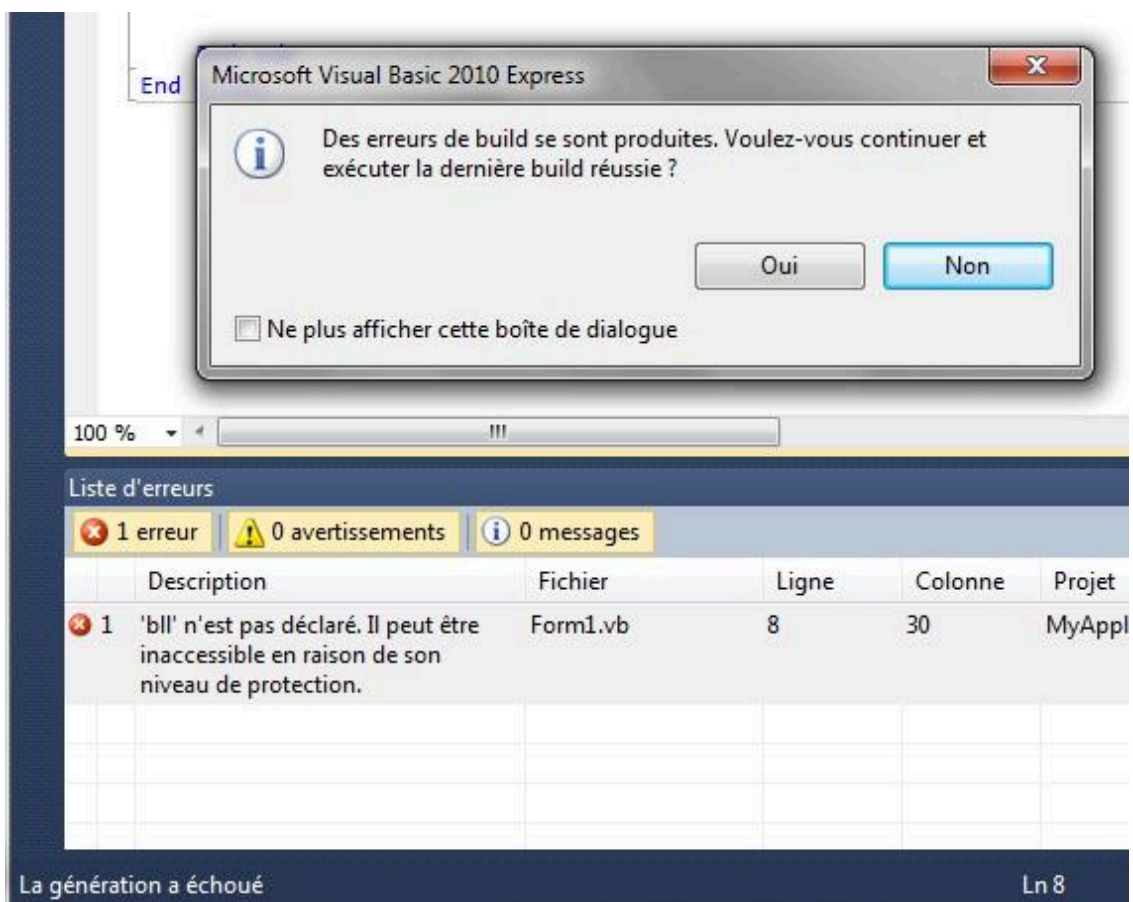 End
Microsoft Visual Basic 2010 Express
Des erreurs de build se sont produites. Voulez-vous continuer et
exécuter la dernière build réussie ?
Oui
Non
Ne plus afficher cette boîte de dialogue
100 %
Liste d'erreurs
1 erreur
0 avertissements
0 messages
Description
Fichier
Ligne
Colonne
Projet
1
'bll' n'est pas déclaré. Il peut être
inaccessible en raison de son
niveau de protection.
Form1.vb
8
30
MyAppl
La génération a échoué
Ln 8